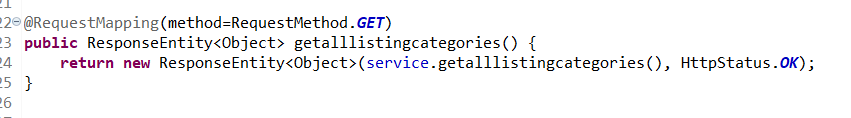 22 @RequestMapping(method=RequestMethod.GET)
23 public ResponseEntity<Object> getalllistingcategories() {
24     return new ResponseEntity<Object>(service.getalllistingcategories(), HttpStatus.OK);
25 }
26